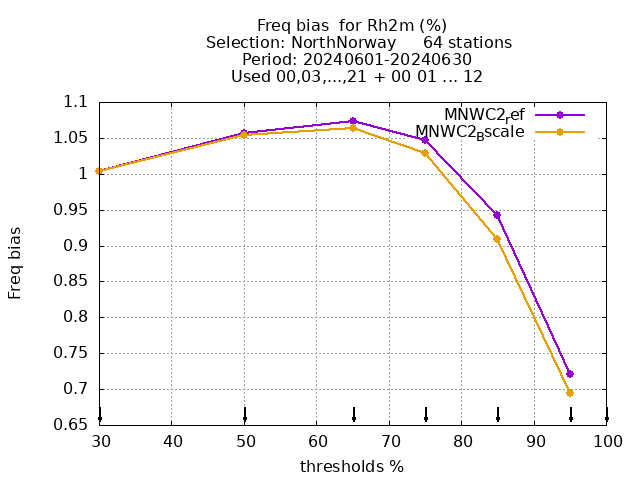 Freq bias  for Rh2m (%)
Selection: NorthNorway     64 stations
Period: 20240601-20240630
Used 00,03,...,21 + 00 01 ... 12
1.1
1.05
1
0.95
0.9
0.85
0.8
0.75
0.7
0.65
Freq bias
MNWC2ref
MNWC2Bscale
30 40 50 60 70 80 90 100
thresholds %